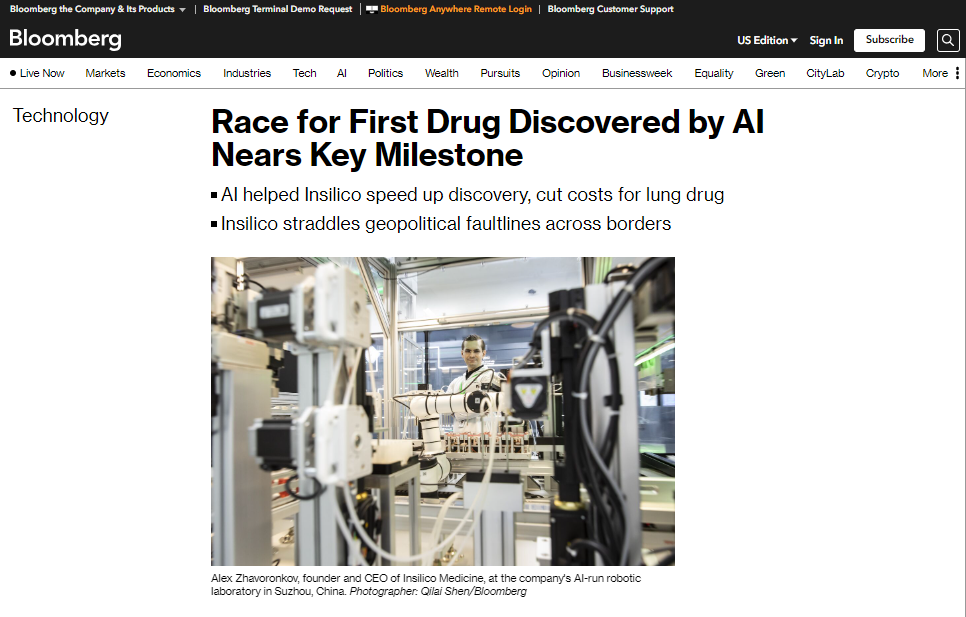 Bloomberg the Company & Its Products
Bloomberg Terminal Demo Request
Bloomberg Anywhere Remote Login
Bloomberg Customer Support
Bloomberg
US Edition
Sign In
Subscribe
Live Now
Markets
Economics
Industries
Tech
AI
Politics
Wealth
Pursuits
Opinion
Businessweek
Equality
Green
CityLab
Crypto
More
Technology
Race for First Drug Discovered by AI
Nears Key Milestone
AI helped Insilico speed up discovery, cut costs for lung drug
Insilico straddles geopolitical faultlines across borders
Alex Zhavoronkov, founder and CEO of Insilico Medicine, at the company's AI-run robotic
laboratory in Suzhou, China. Photographer: Qilai Shen/Bloomberg